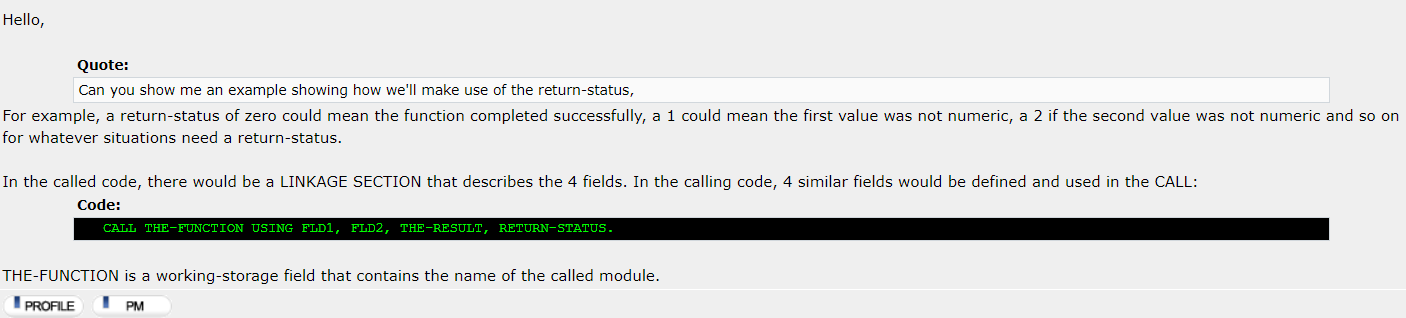 Hello,
Quote:
Can you show me an example showing how we'll make use of the return-status,
For example, a return-status of zero could mean the function completed successfully, a 1 could mean the first value was not numeric, a 2 if the second value was not numeric and so on
for whatever situations need a return-status.
In the called code, there would be a LINKAGE SECTION that describes the 4 fields. In the calling code, 4 similar fields would be defined and used in the CALL:
Code:
CALL THE-FUNCTION USING FLD1, FLD2, THE-RESULT, RETURN-STATUS.
THE-FUNCTION is a working-storage field that contains the name of the called module.
PROFILE PM